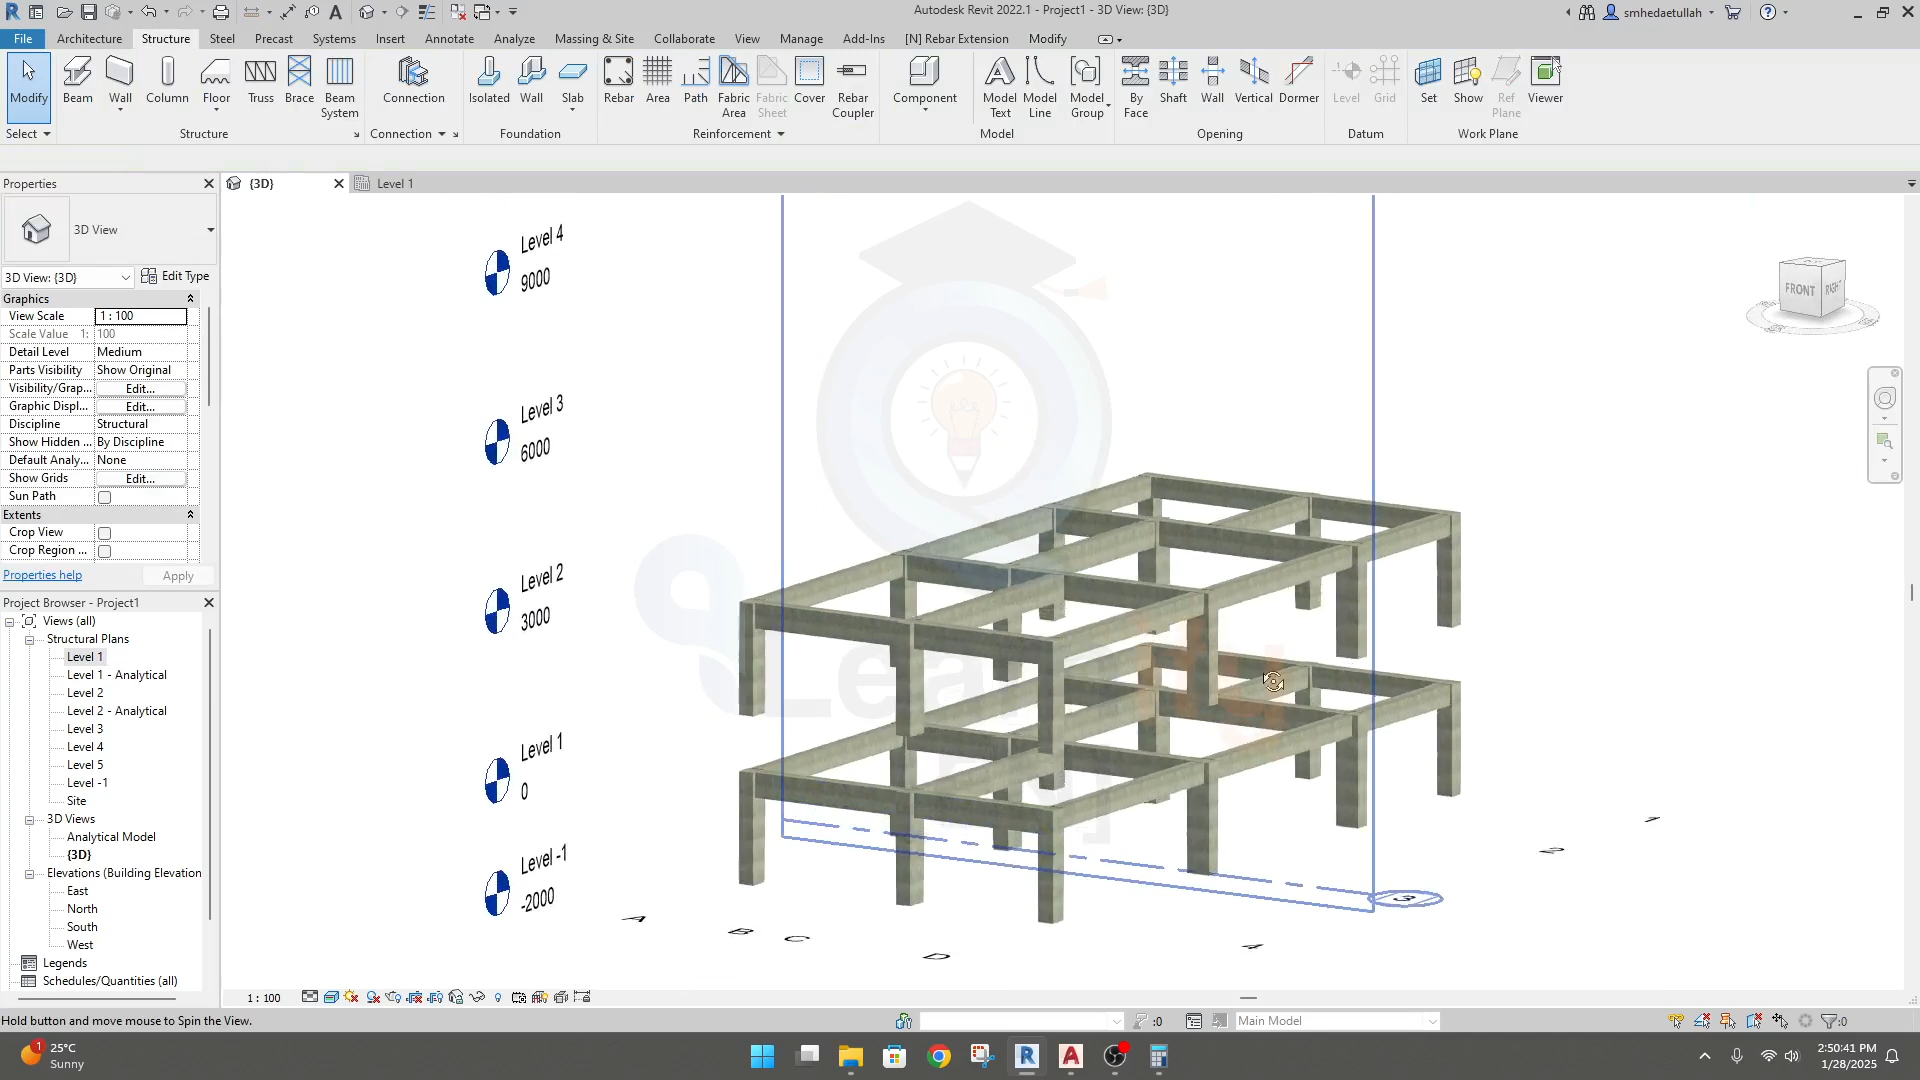 Autodesk Revit 2022.1 - Project1 - 3D View: {3D}
smhedaetullah
File Architecture Structure Steel Precast Systems Insert Annotate Analyze Massing & Site Collaborate View Manage Add-Ins [N] Rebar Extension Modify
Modify Beam Wall Column Floor Truss Brace Beam System Connection Isolated Wall Slab Rebar Area Path Fabric Area Fabric Sheet Cover Rebar Coupler Component Model Text Model Line Model Group By Face Shaft Wall Vertical Dormer Level Grid Set Show Ref Plane Viewer
Select Structure Connection Foundation Reinforcement Model Opening Datum Work Plane
Properties
{3D}
Level 1
3D View
3D View: {3D}
Edit Type
Graphics
View Scale 1 : 100
Scale Value 1: 100
Detail Level Medium
Parts Visibility Show Original
Visibility/Grap... Edit...
Graphic Displ... Edit...
Discipline Structural
Show Hidden ... By Discipline
Default Analy... None
Show Grids Edit...
Sun Path
Extents
Crop View
Crop Region ...
Properties help
Apply
Project Browser - Project1
Views (all)
Structural Plans
Level 1
Level 1 - Analytical
Level 2
Level 2 - Analytical
Level 3
Level 4
Level 5
Level -1
Site
3D Views
Analytical Model
{3D}
Elevations (Building Elevation
East
North
South
West
Legends
Schedules/Quantities (all)
Level 4
9000
Level 3
6000
Level 2
3000
Level 1
0
Level -1
-2000
A
B
C
D
4
3
2
1
FRONT
RIGHT
1 : 100
Hold button and move mouse to Spin the View.
:0
Main Model
:0
1
25°C
Sunny
2:50:41 PM
1/28/2025